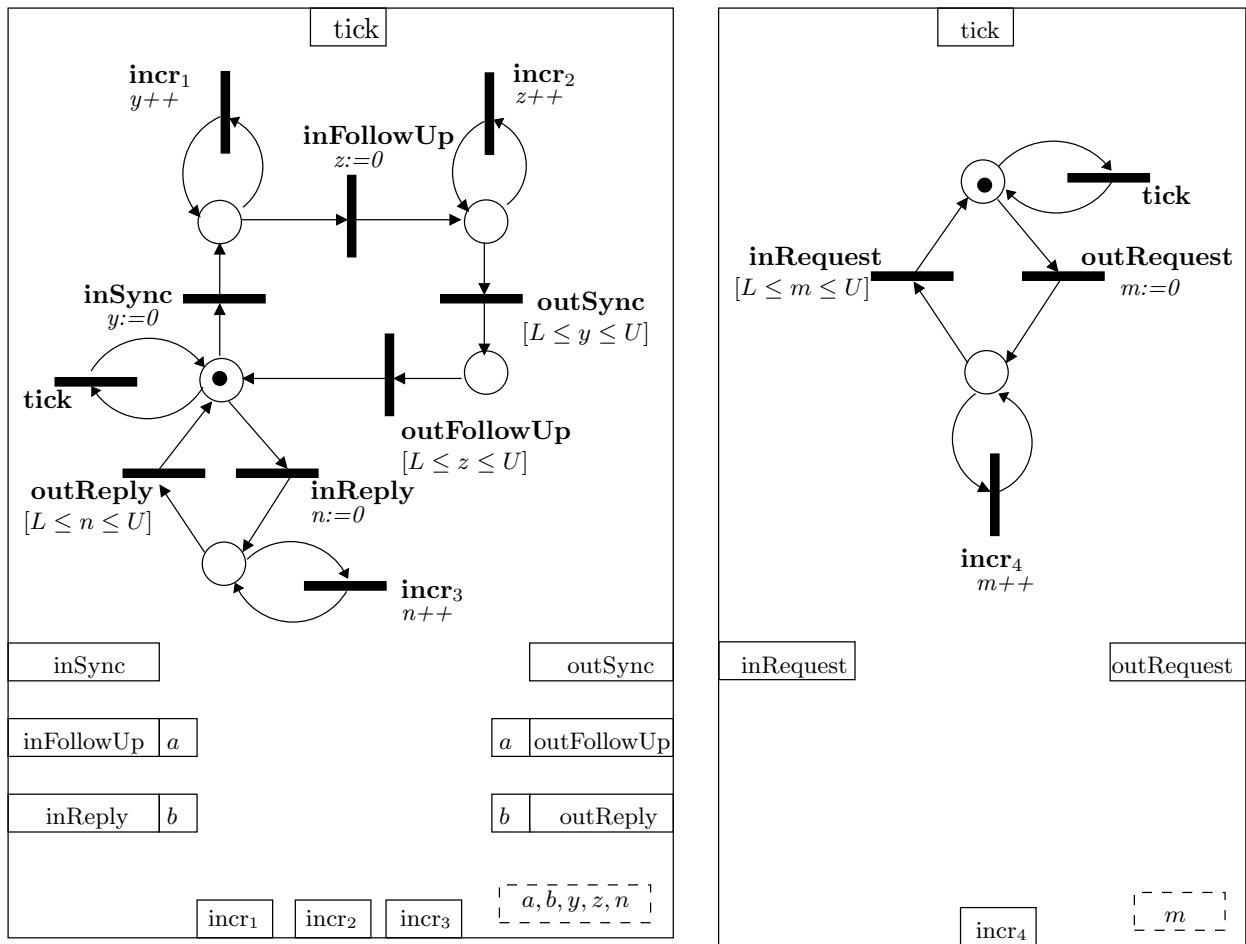 tick
incr₁
y++
incr₂
z++
inFollowUp
z:=0
inSync
y:=0
outSync
[L ≤ y ≤ U]
tick
outFollowUp
[L ≤ z ≤ U]
outReply
[L ≤ n ≤ U]
inReply
n:=0
incr₃
n++
inSync
outSync
inFollowUp a
a outFollowUp
inReply b
b outReply
a, b, y, z, n
incr₁
incr₂
incr₃
tick
tick
inRequest
[L ≤ m ≤ U]
outRequest
m:=0
incr₄
m++
inRequest
outRequest
m
incr₄